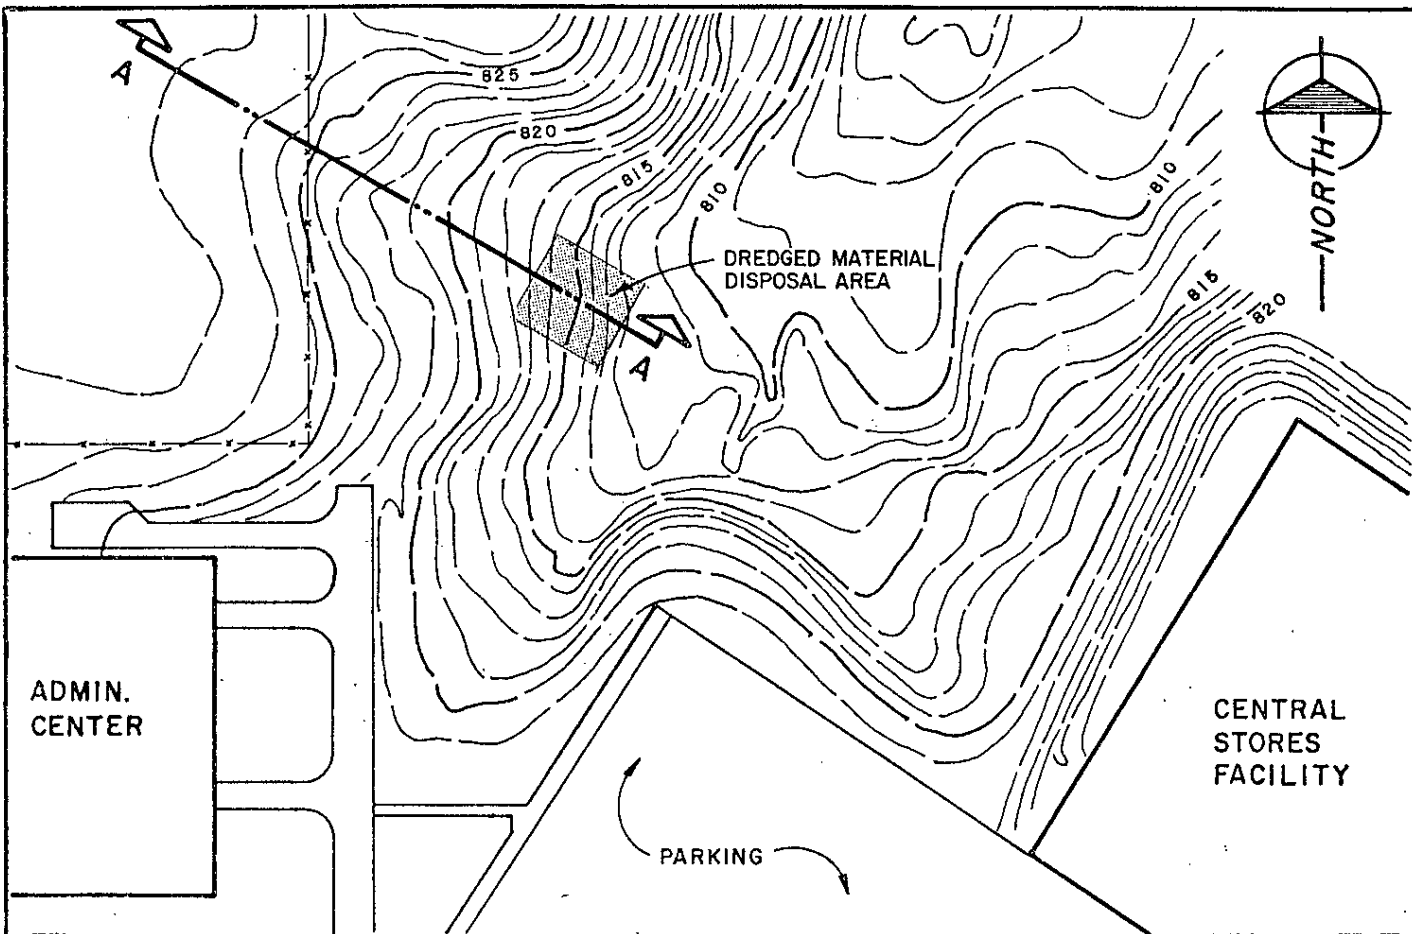 A
825
820
815
810
810
NORTH
DREDGED MATERIAL
DISPOSAL AREA
815
820
A
ADMIN.
CENTER
CENTRAL
STORES
FACILITY
PARKING